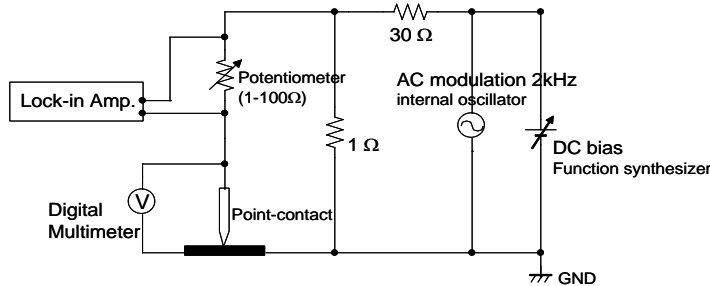 30 Ω
Lock-in Amp.
Potentiometer
(1-100Ω)
AC modulation 2kHz
internal oscillator
1 Ω
DC bias
Function synthesizer
V
Digital
Multimeter
Point-contact
GND